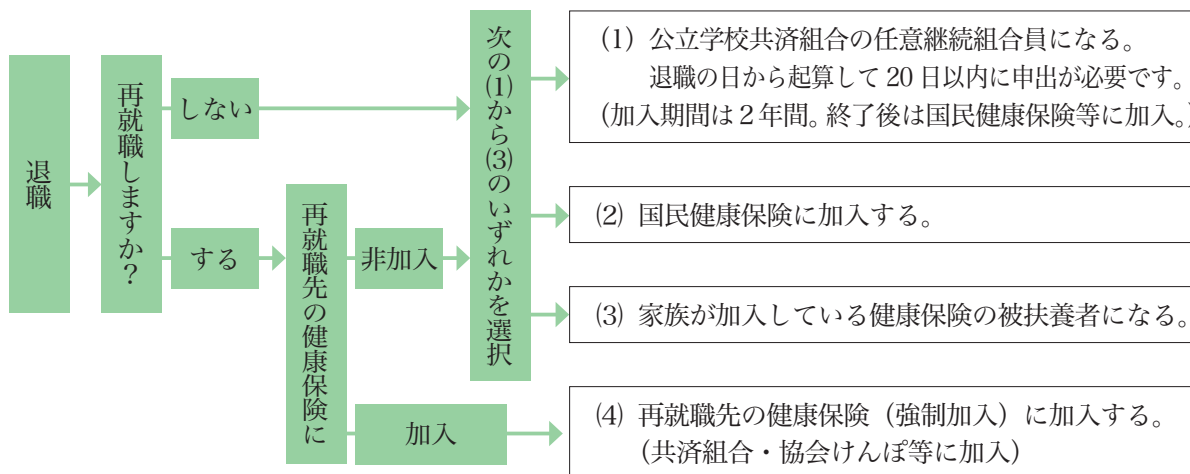 退職
再就職しますか？
しない
する
再就職先の健康保険に
非加入
加入
次の(1)から(3)のいずれかを選択
(1) 公立学校共済組合の任意継続組合員になる。
退職の日から起算して 20 日以内に申出が必要です。
(加入期間は 2 年間。終了後は国民健康保険等に加入。)
(2) 国民健康保険に加入する。
(3) 家族が加入している健康保険の被扶養者になる。
(4) 再就職先の健康保険（強制加入）に加入する。
（共済組合・協会けんぽ等に加入）